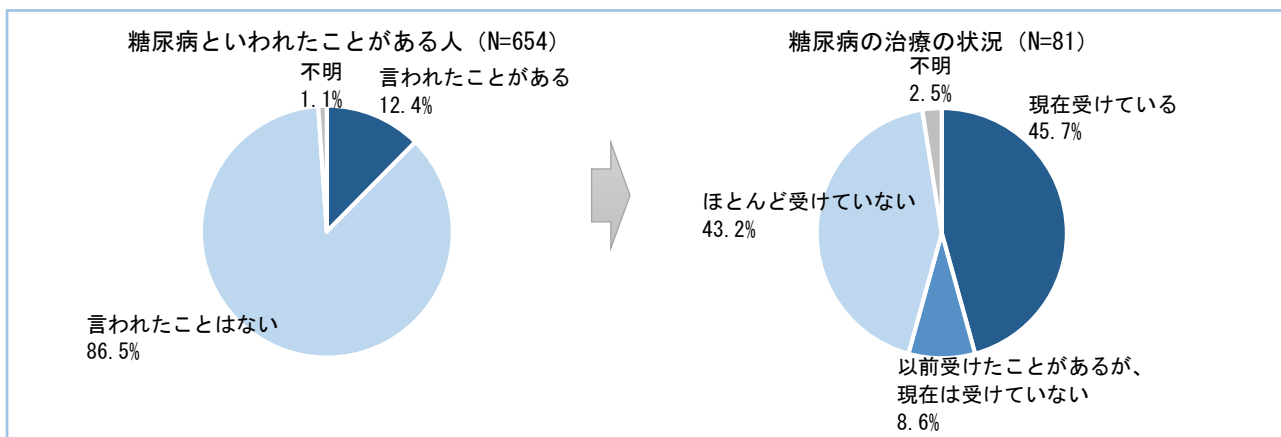 糖尿病といわれたことがある人（N=654）
不明
1.1%
言われたことがある
12.4%
言われたことはない
86.5%
糖尿病の治療の状況（N=81）
不明
2.5%
現在受けている
45.7%
ほとんど受けていない
43.2%
以前受けたことがあるが、
現在は受けていない
8.6%